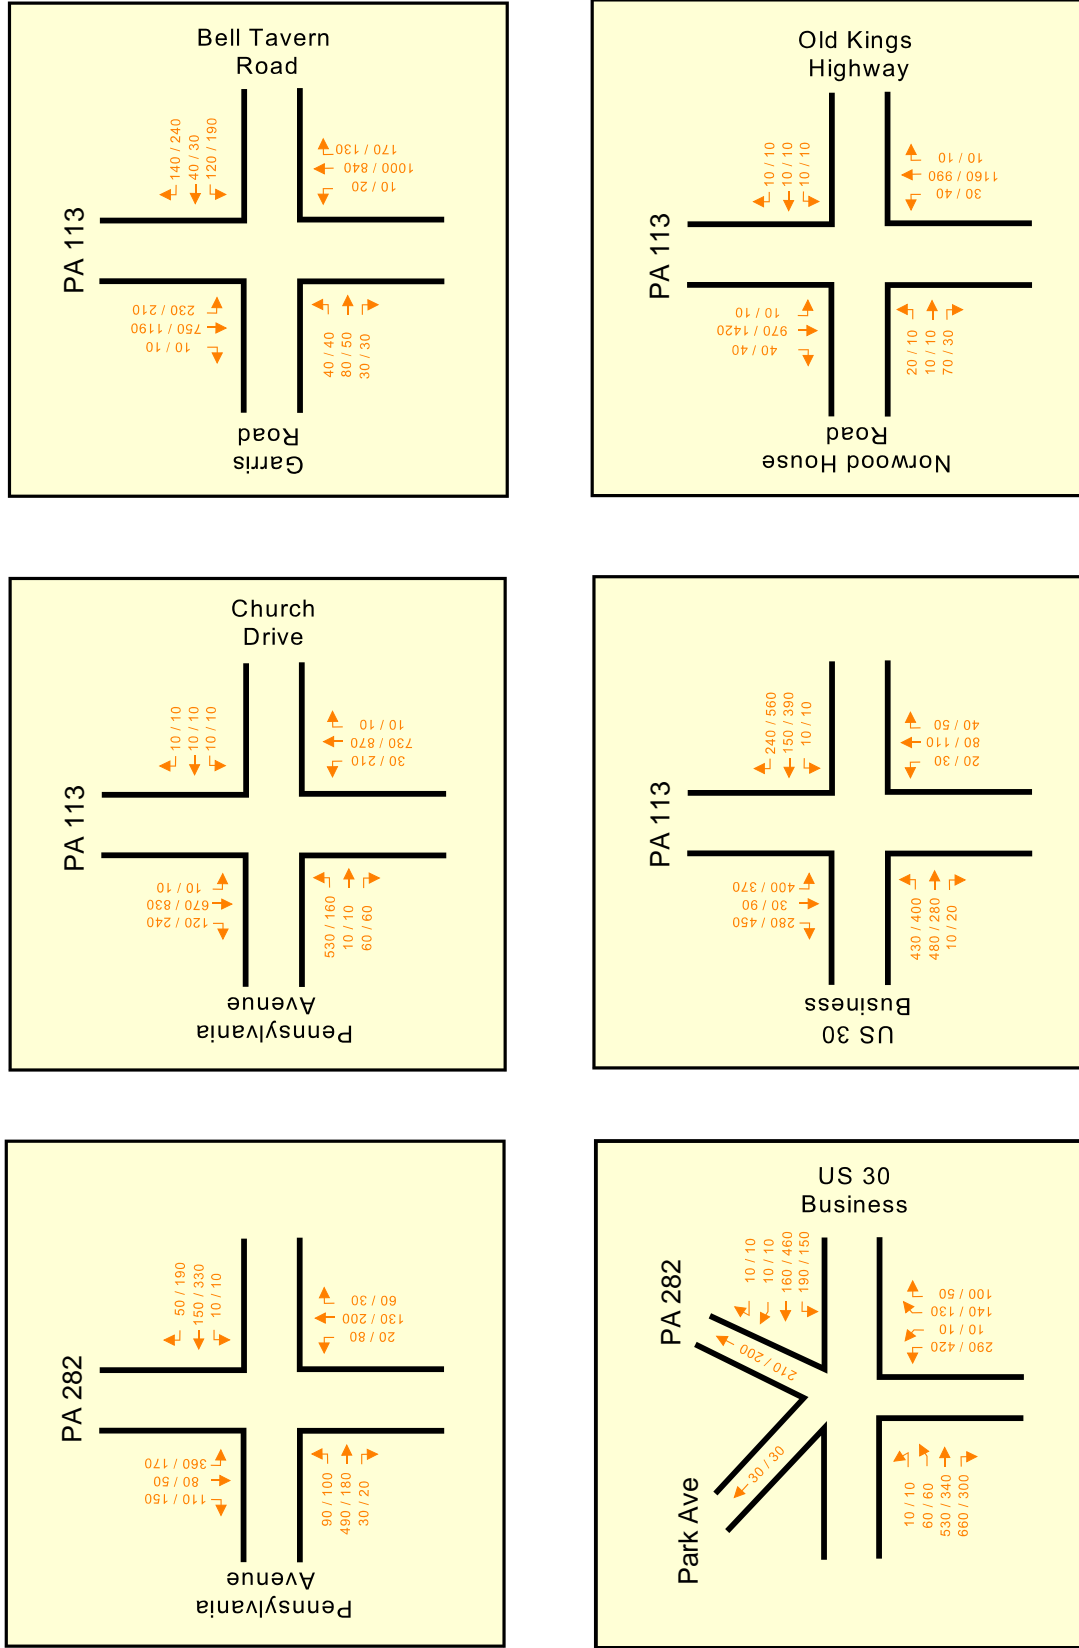 Bell Tavern
Road
140 / 240
40 / 30
120 / 190
170 / 130
1000 / 840
10 / 20
PA 113
230 / 210
750 / 1190
10 / 10
40 / 40
80 / 50
30 / 30
Garris
Road
Old Kings
Highway
10 / 10
10 / 10
10 / 10
10 / 10
1160 / 990
30 / 40
PA 113
10 / 10
970 / 1420
40 / 40
20 / 10
10 / 10
70 / 30
Norwood House
Road
Church
Drive
10 / 10
10 / 10
10 / 10
10 / 10
730 / 870
30 / 210
PA 113
10 / 10
670 / 830
120 / 240
530 / 160
10 / 10
60 / 60
Pennsylvania
Avenue
240 / 560
150 / 390
10 / 10
40 / 50
80 / 110
20 / 30
PA 113
400 / 370
30 / 90
280 / 450
430 / 400
480 / 280
10 / 20
US 30
Business
50 / 190
150 / 330
10 / 10
60 / 30
130 / 200
20 / 80
PA 282
360 / 170
80 / 50
110 / 150
90 / 100
490 / 180
30 / 20
Pennsylvania
Avenue
US 30
Business
10 / 10
10 / 10
160 / 460
190 / 150
PA 282
210 / 200
100 / 50
140 / 130
10 / 10
290 / 420
30 / 30
Park Ave
10 / 10
60 / 60
530 / 340
660 / 300